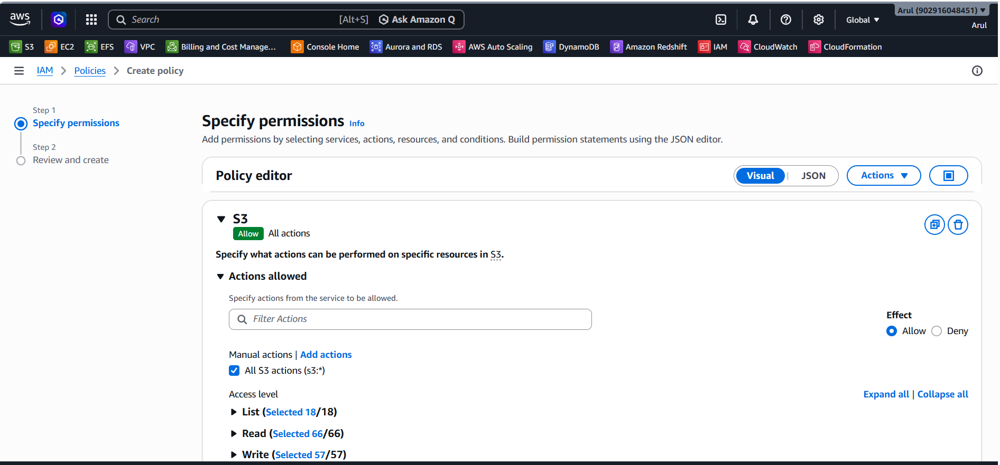 aws
Search [Alt+S] Ask Amazon Q
Global
Arul (902916048451)
Arul
S3 EC2 EFS VPC Billing and Cost Manage... Console Home Aurora and RDS AWS Auto Scaling DynamoDB Amazon Redshift IAM CloudWatch CloudFormation
IAM Policies Create policy
Step 1
Specify permissions
Step 2
Review and create
Specify permissions Info
Add permissions by selecting services, actions, resources, and conditions. Build permission statements using the JSON editor.
Policy editor
Visual | JSON
Actions
S3
Allow All actions
Specify what actions can be performed on specific resources in S3.
Actions allowed
Specify actions from the service to be allowed.
Filter Actions
Effect
Allow Deny
Manual actions | Add actions
All S3 actions (s3:*)
Access level
Expand all | Collapse all
List (Selected 18/18)
Read (Selected 66/66)
Write (Selected 57/57)